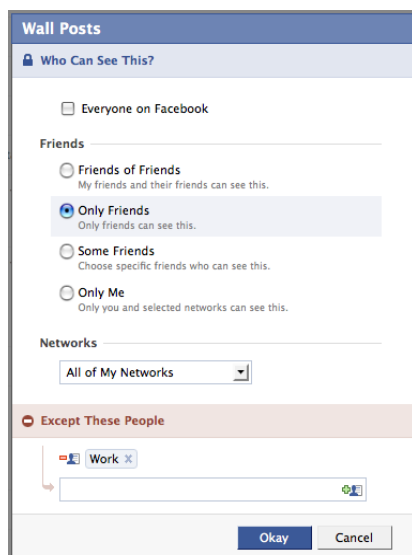 Wall Posts
Who Can See This?
Everyone on Facebook
Friends
Friends of Friends
My friends and their friends can see this.
Only Friends
Only friends can see this.
Some Friends
Choose specific friends who can see this.
Only Me
Only you and selected networks can see this.
Networks
All of My Networks
Except These People
Work x
Okay Cancel